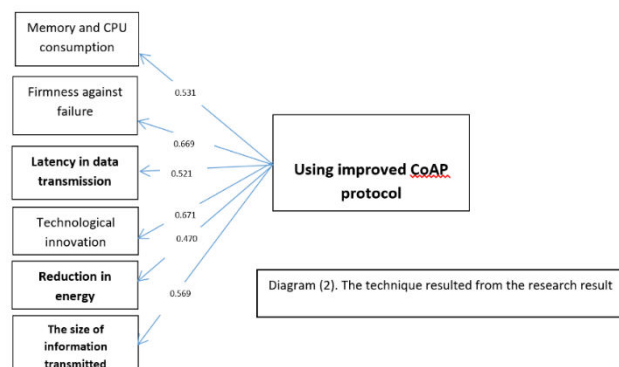 Memory and CPU
consumption
0.531
Firmness against
failure
0.669
Latency in data
transmission
0.521
Using improved CoAP
protocol
Technological
innovation
0.671
0.470
Reduction in
energy
0.569
Diagram (2). The technique resulted from the research result
The size of
information
transmitted